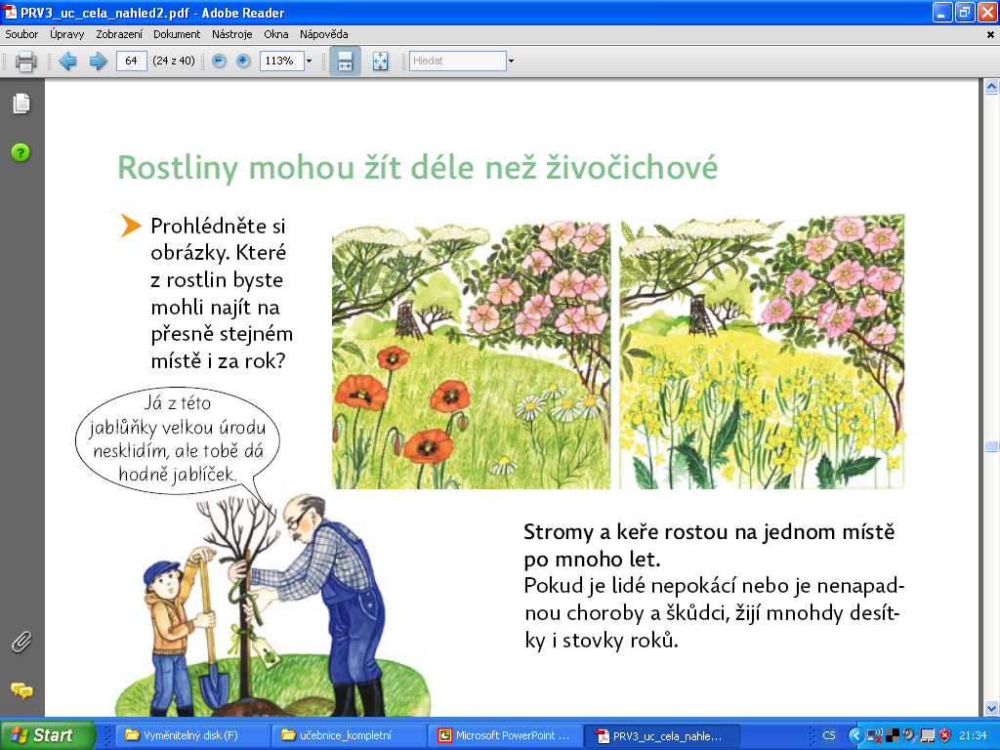 PRV3_uc_cela_nahled2.pdf - Adobe Reader
Soubor Úpravy Zobrazení Dokument Nástroje Okna Nápověda
64 (24 z 40) 113% Hledat
Rostliny mohou žít déle než živočichové
Prohlédněte si
obrázky. Které
z rostlin byste
mohli najít na
přesně stejném
místě i za rok?
Já z této
jablůňky velkou úrodu
nesklidím, ale tobě dá
hodně jablíček.
Stromy a keře rostou na jednom místě
po mnoho let.
Pokud je lidé nepokácí nebo je nenapad-
nou choroby a škůdci, žijí mnohdy desít-
ky i stovky roků.
Start Vyměnitelný disk (F) učebnice_kompletní Microsoft PowerPoint ... PRV3_uc_cela_nahle... CS 21:34